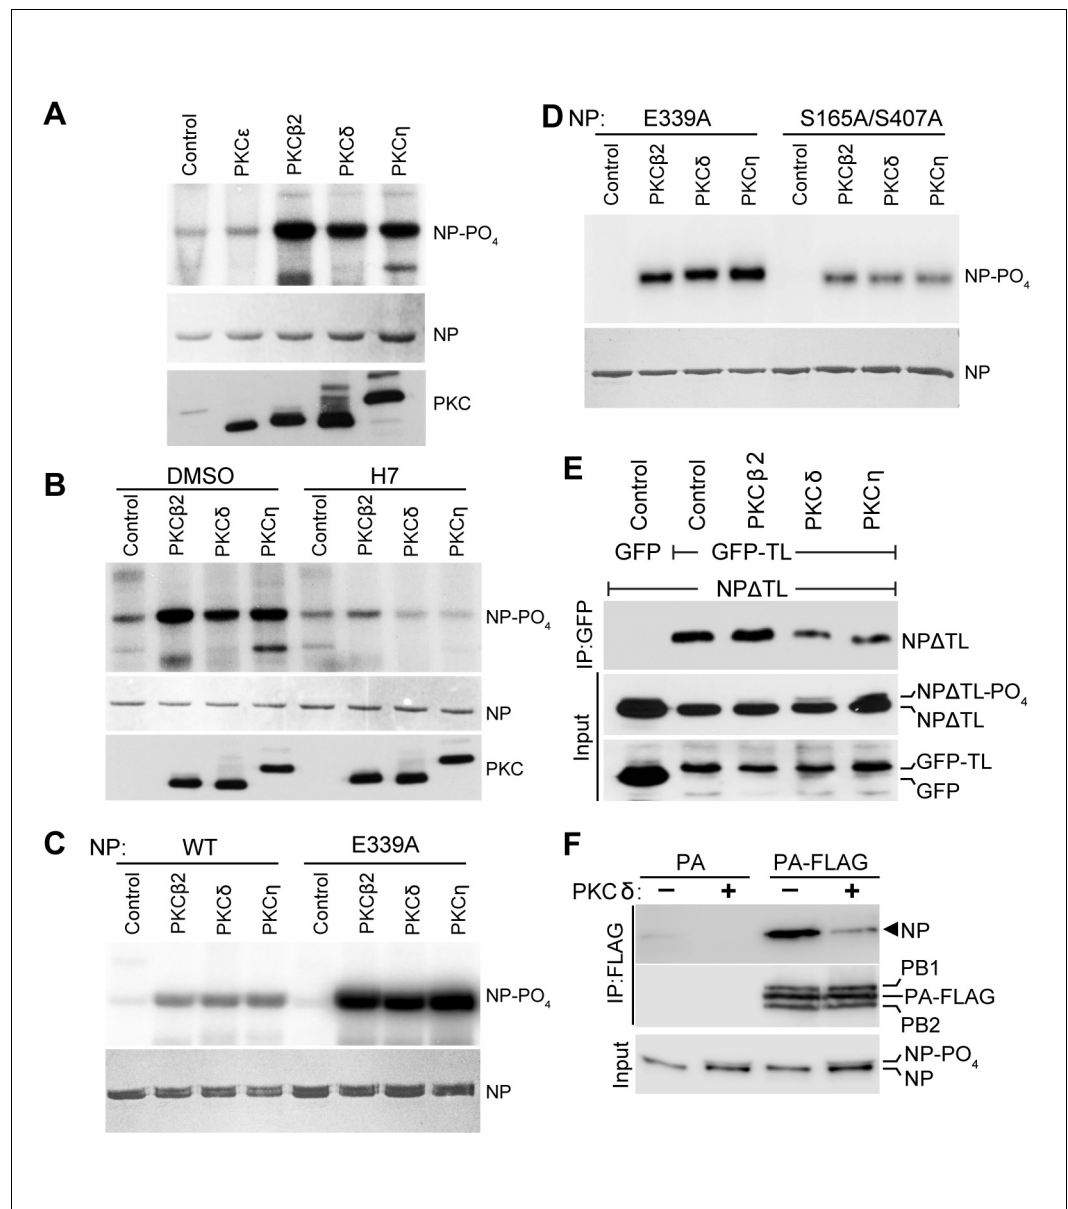 A
Control
PKCε
PKCβ2
PKCδ
PKCη
NP-PO4
NP
PKC
B
DMSO
H7
Control
PKCβ2
PKCδ
PKCη
Control
PKCβ2
PKCδ
PKCη
NP-PO4
NP
PKC
C
NP:
WT
E339A
Control
PKCβ2
PKCδ
PKCη
Control
PKCβ2
PKCδ
PKCη
NP-PO4
NP
D
NP:
E339A
S165A/S407A
Control
PKCβ2
PKCδ
PKCη
Control
PKCβ2
PKCδ
PKCη
NP-PO4
NP
E
Control
Control
PKCβ2
PKCδ
PKCη
GFP
GFP-TL
NPΔTL
IP:GFP
NPΔTL
Input
NPΔTL-PO4
NPΔTL
GFP-TL
GFP
F
PA
PA-FLAG
PKCδ:
− + − +
IP:FLAG
NP
PB1
PA-FLAG
PB2
Input
NP-PO4
NP